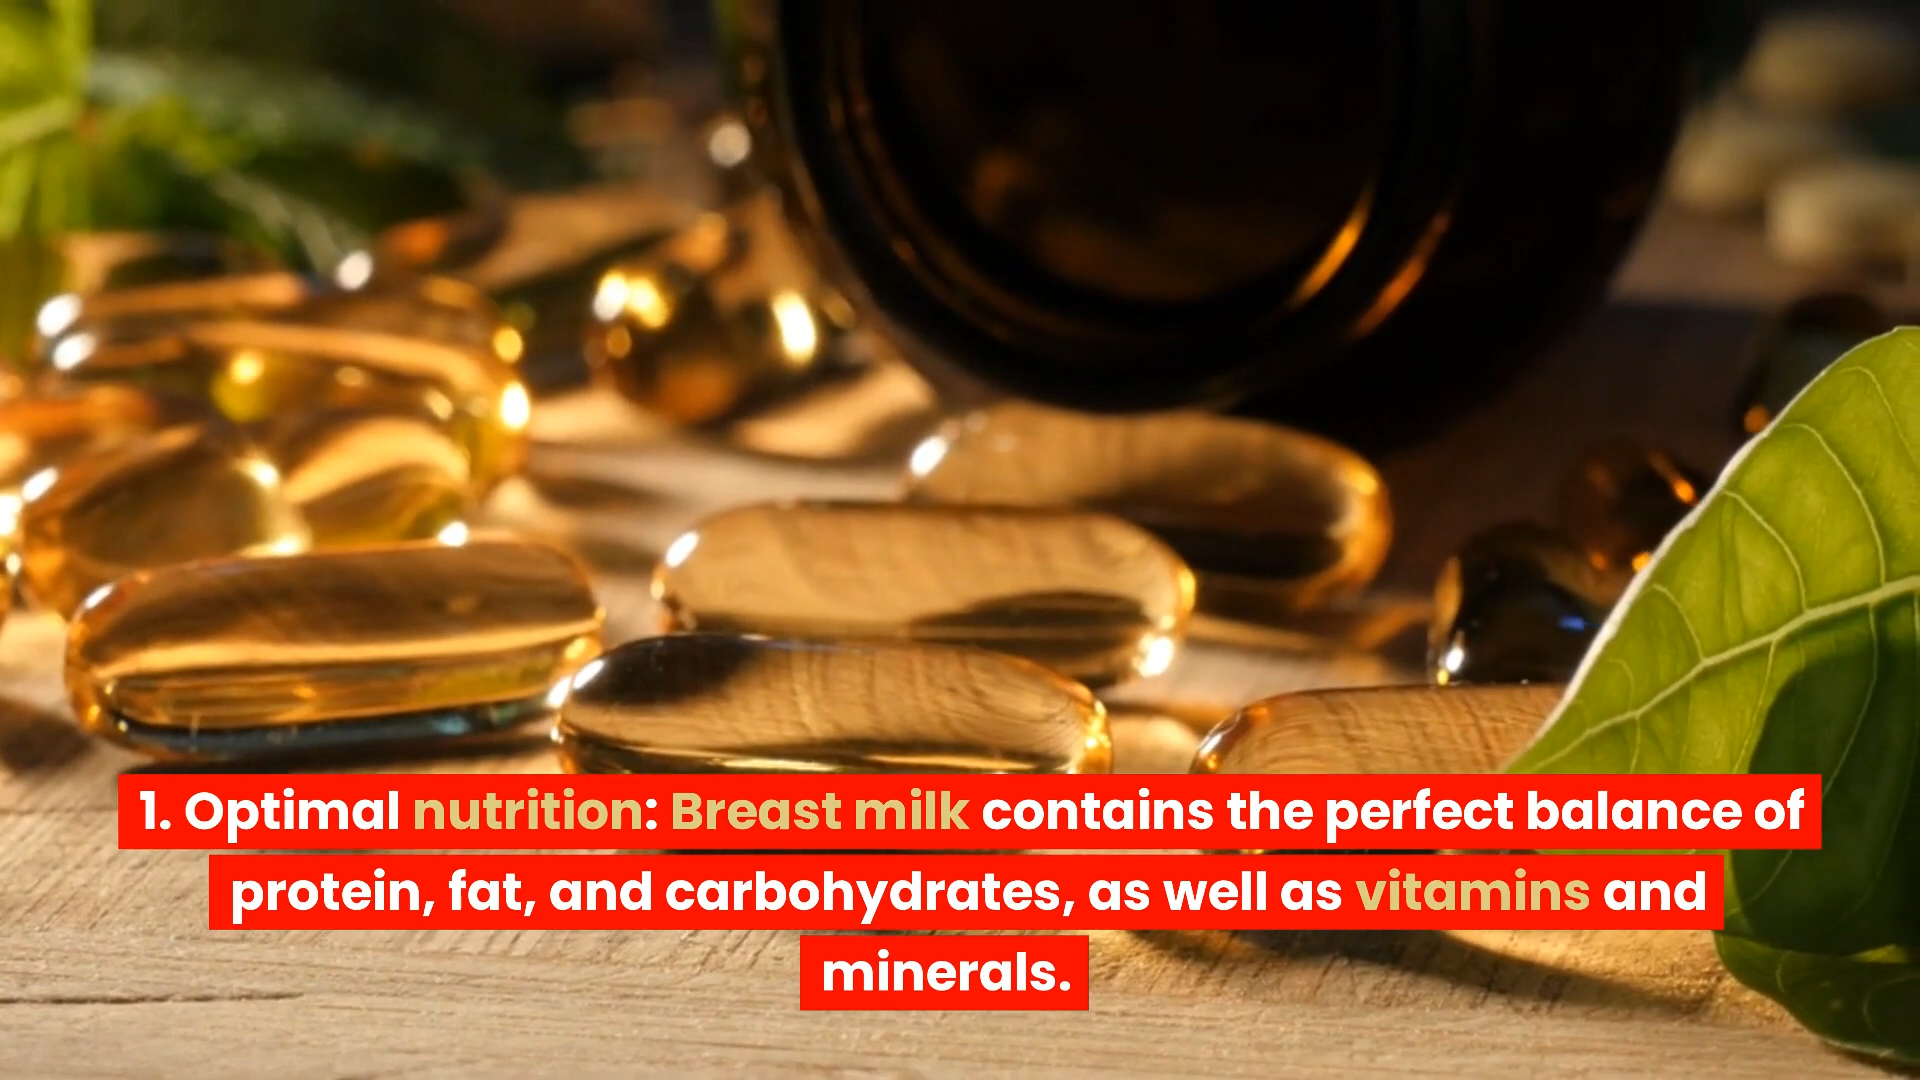 1. Optimal nutrition: Breast milk contains the perfect balance of
protein, fat, and carbohydrates, as well as vitamins and
minerals.